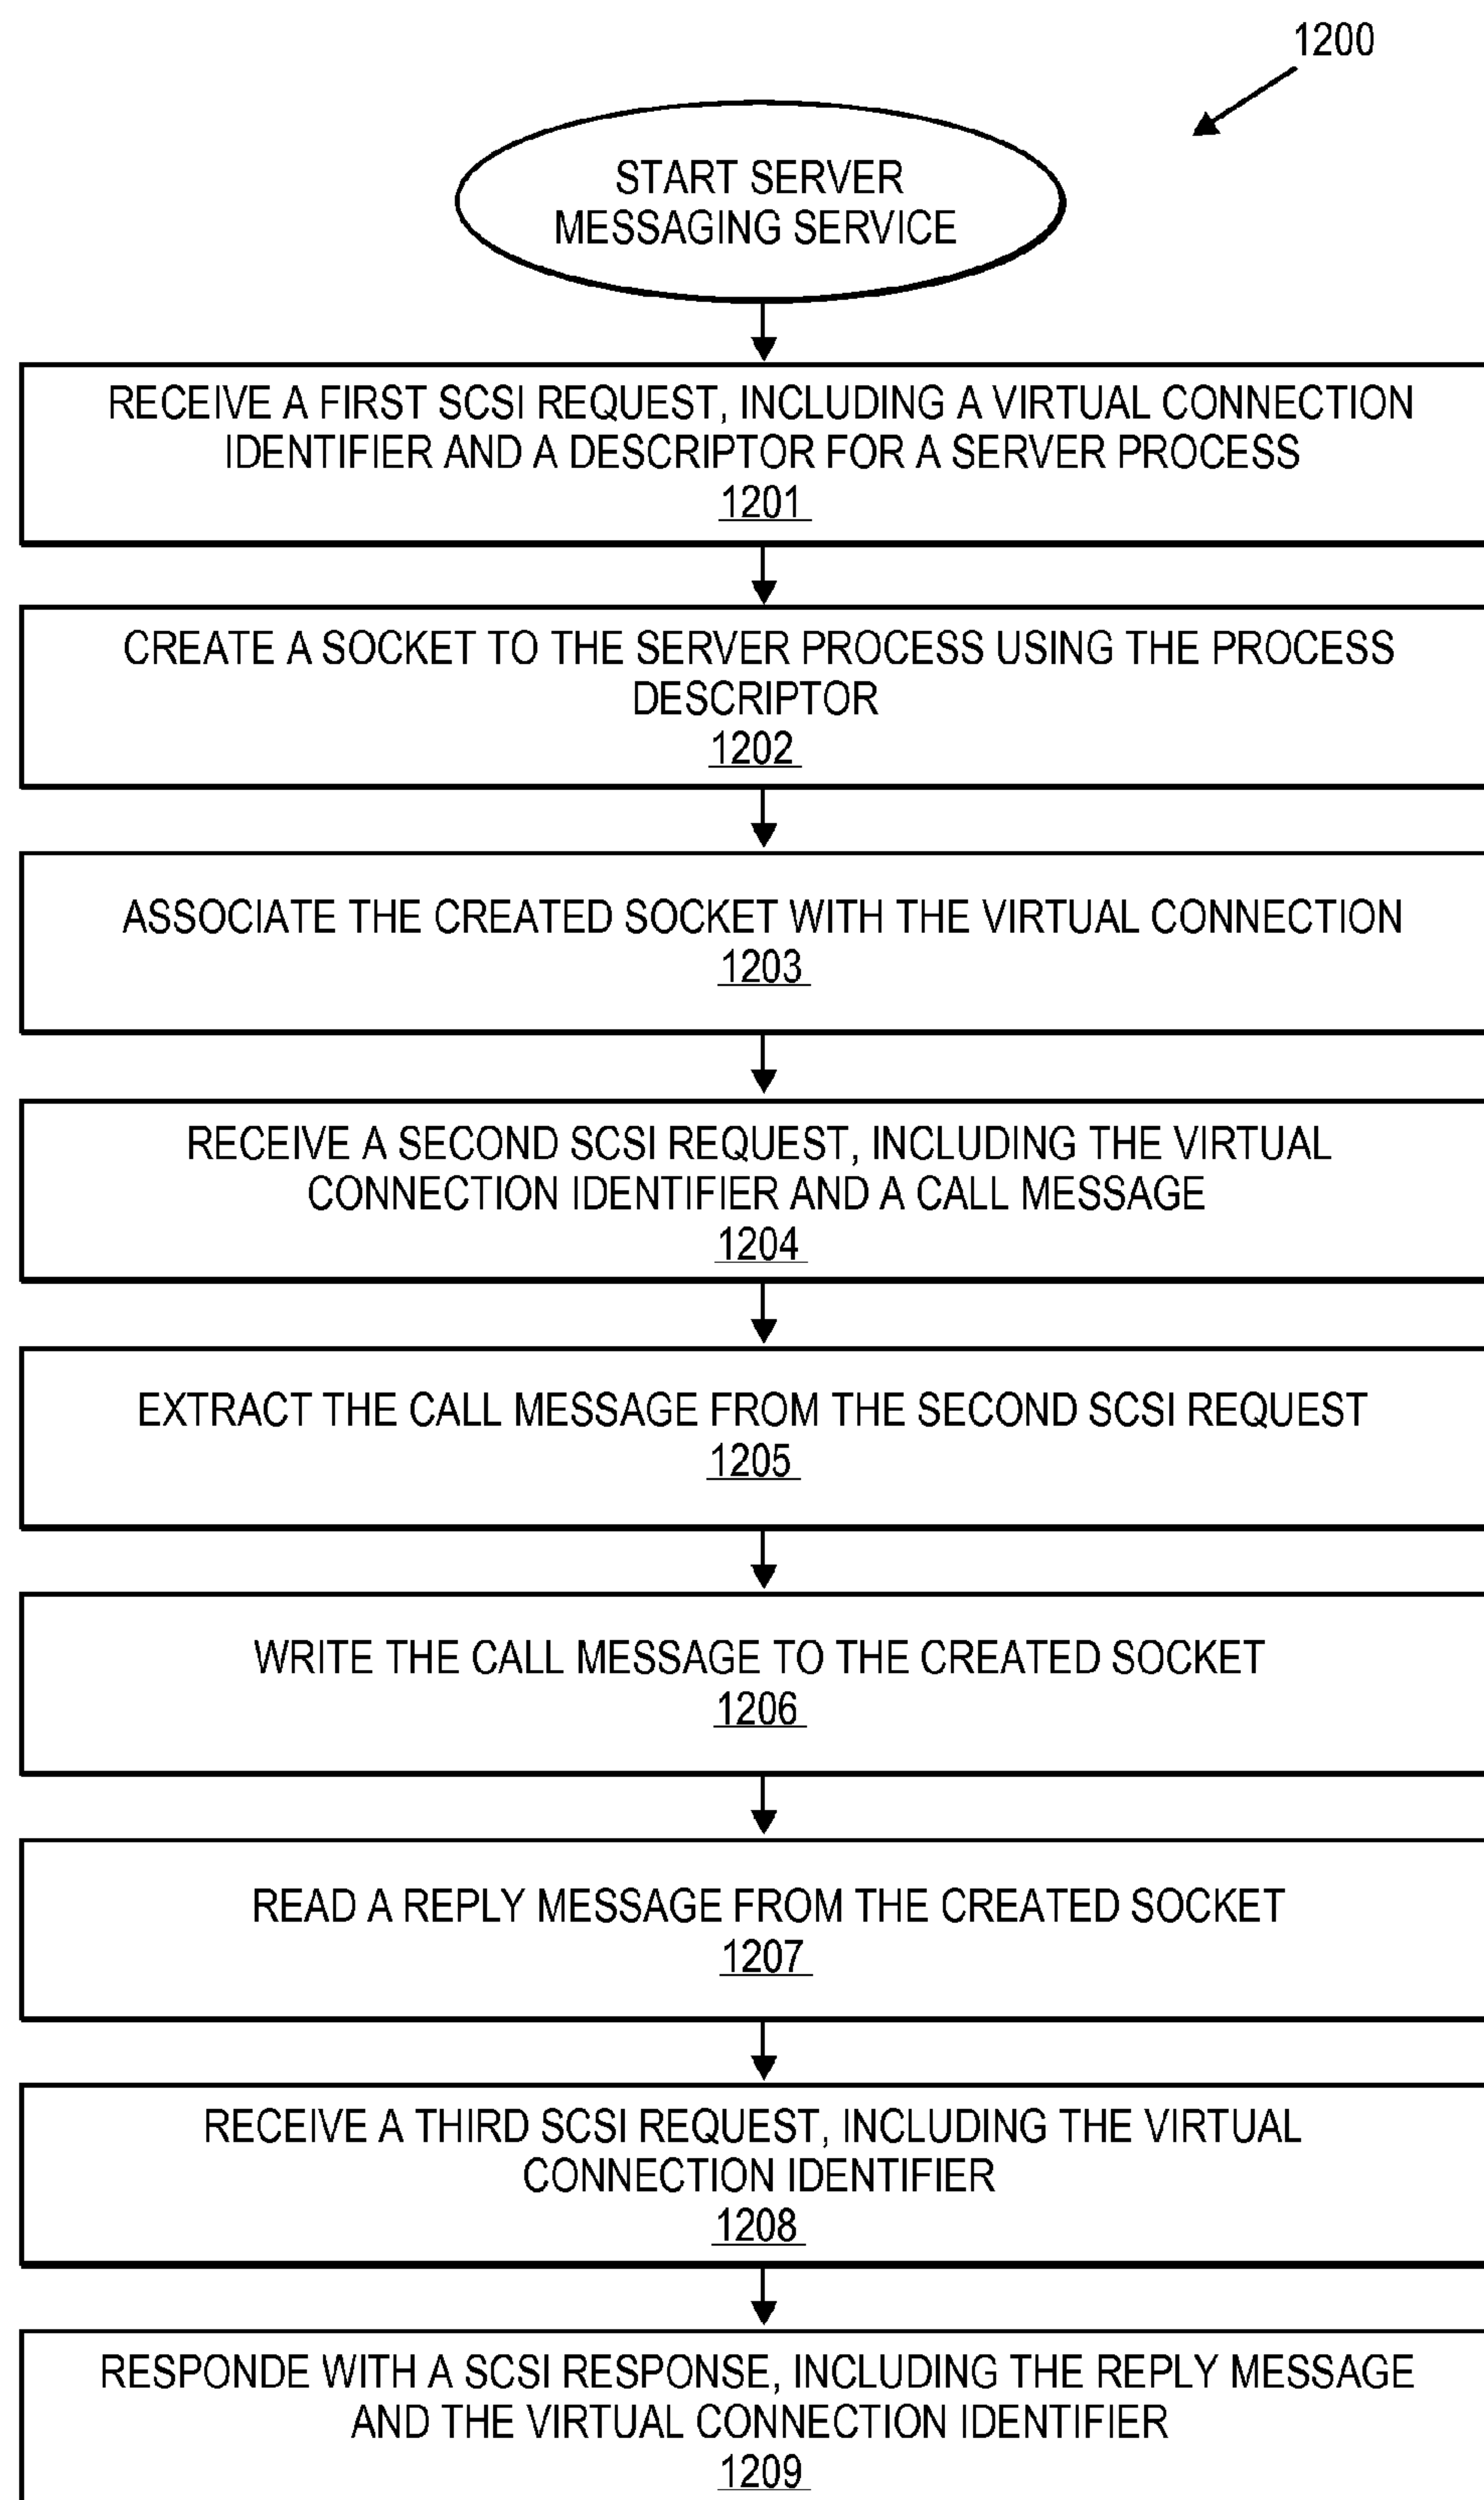 1200
START SERVER
MESSAGING SERVICE
RECEIVE A FIRST SCSI REQUEST, INCLUDING A VIRTUAL CONNECTION
IDENTIFIER AND A DESCRIPTOR FOR A SERVER PROCESS
1201
CREATE A SOCKET TO THE SERVER PROCESS USING THE PROCESS
DESCRIPTOR
1202
ASSOCIATE THE CREATED SOCKET WITH THE VIRTUAL CONNECTION
1203
RECEIVE A SECOND SCSI REQUEST, INCLUDING THE VIRTUAL
CONNECTION IDENTIFIER AND A CALL MESSAGE
1204
EXTRACT THE CALL MESSAGE FROM THE SECOND SCSI REQUEST
1205
WRITE THE CALL MESSAGE TO THE CREATED SOCKET
1206
READ A REPLY MESSAGE FROM THE CREATED SOCKET
1207
RECEIVE A THIRD SCSI REQUEST, INCLUDING THE VIRTUAL
CONNECTION IDENTIFIER
1208
RESPONDE WITH A SCSI RESPONSE, INCLUDING THE REPLY MESSAGE
AND THE VIRTUAL CONNECTION IDENTIFIER
1209